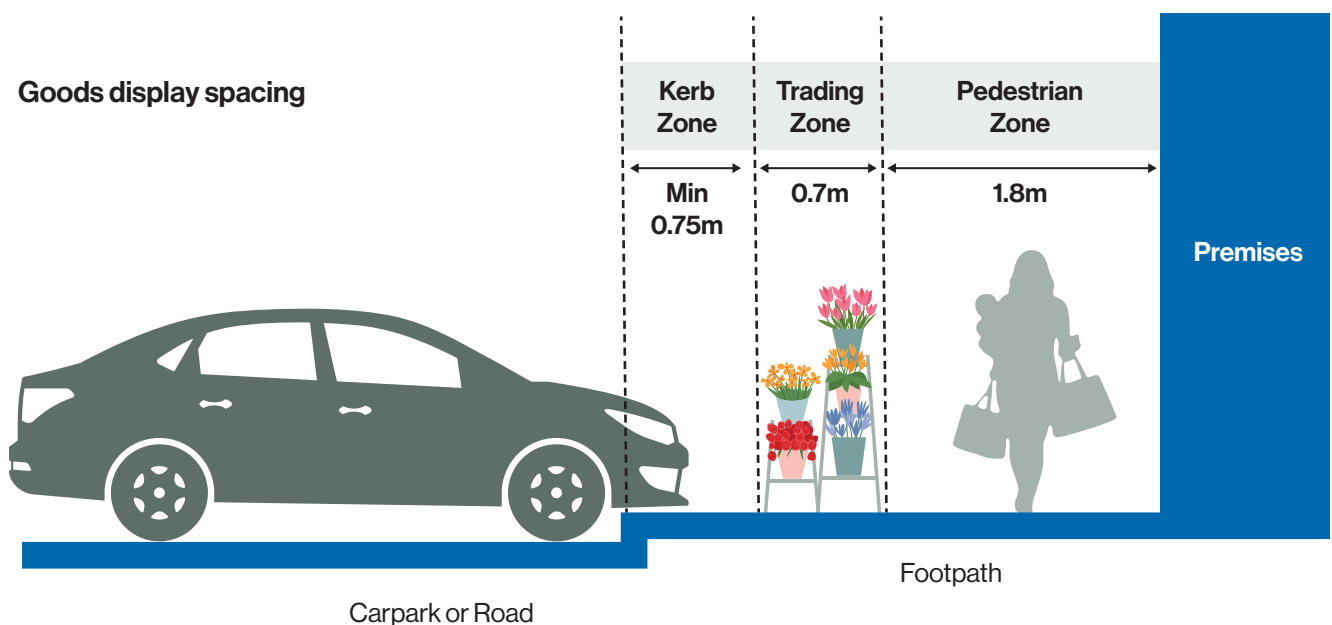 Goods display spacing
Kerb
Zone
Trading
Zone
Pedestrian
Zone
Min
0.75m
0.7m
1.8m
Premises
Footpath
Carpark or Road